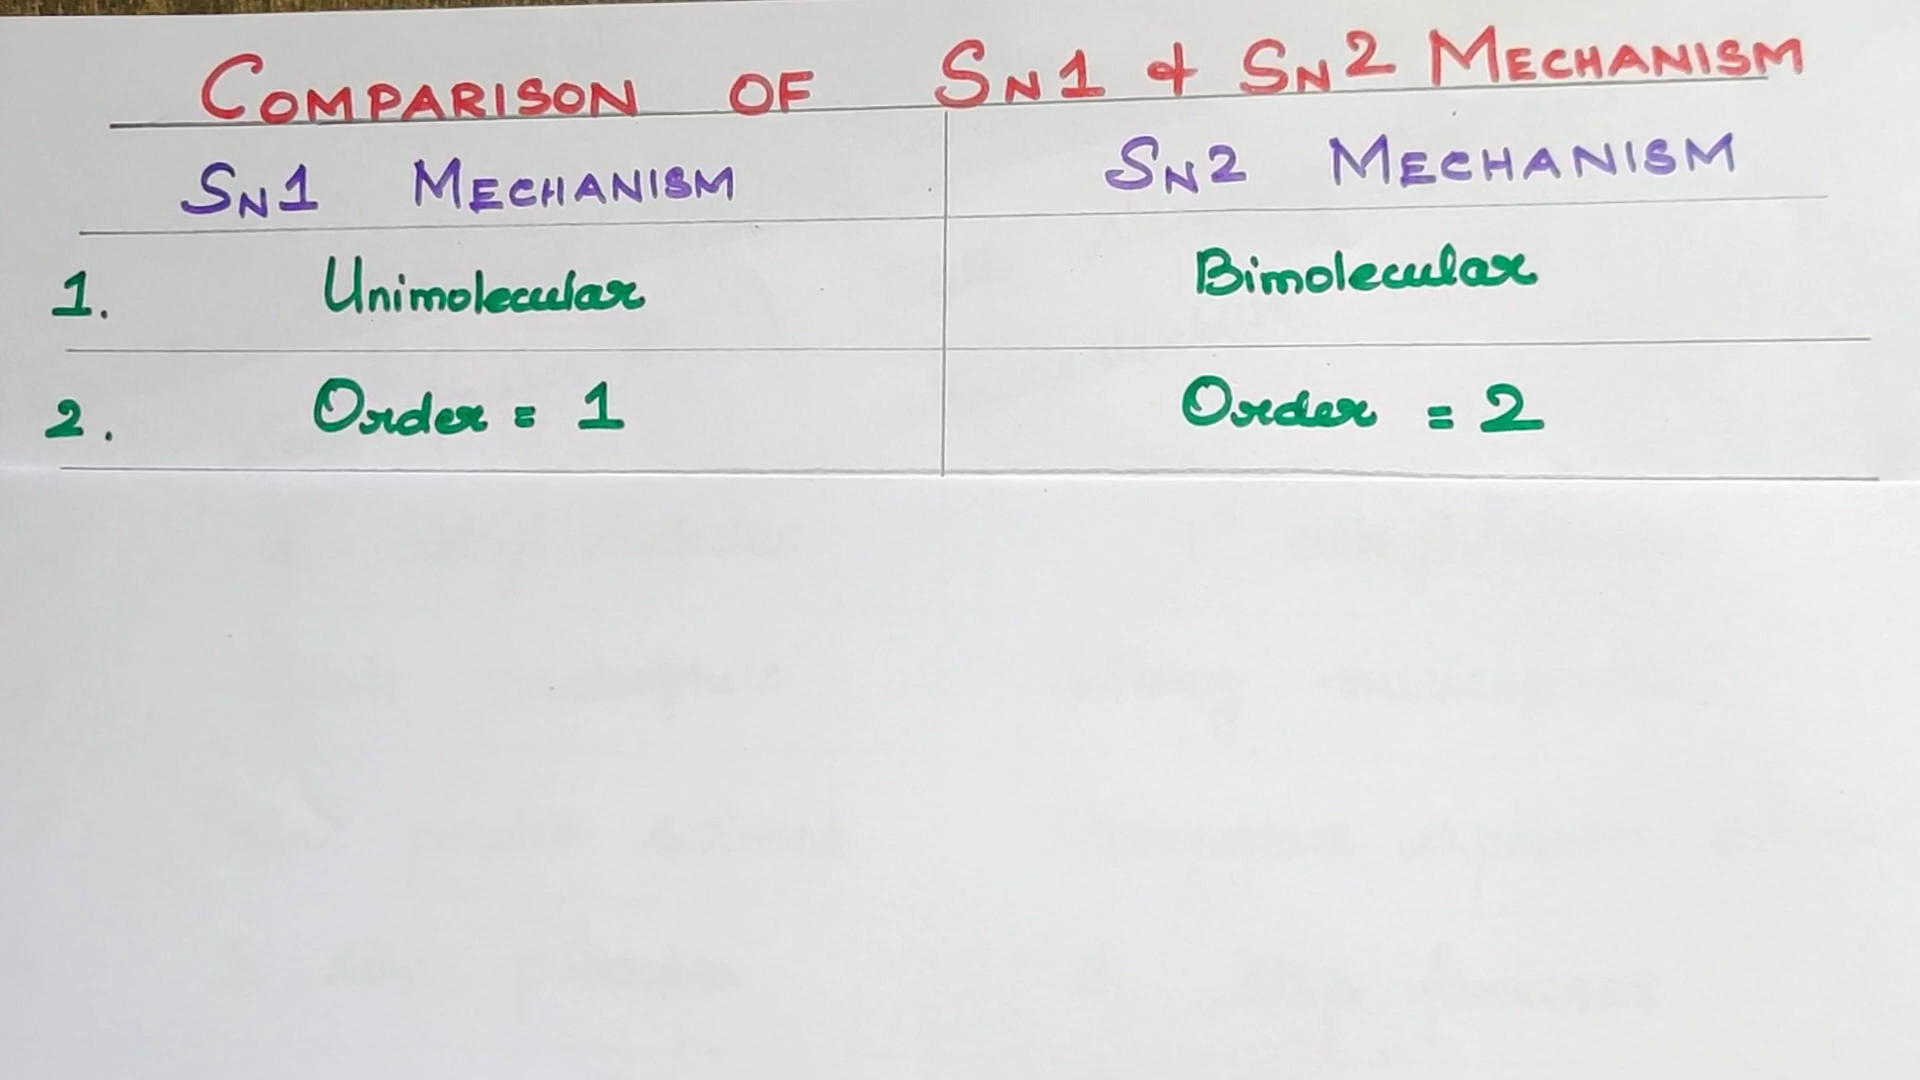 COMPARISON OF SN1 & SN2 MECHANISM
SN1 MECHANISM SN2 MECHANISM
1. Unimolecular Bimolecular
2. Order = 1 Order = 2